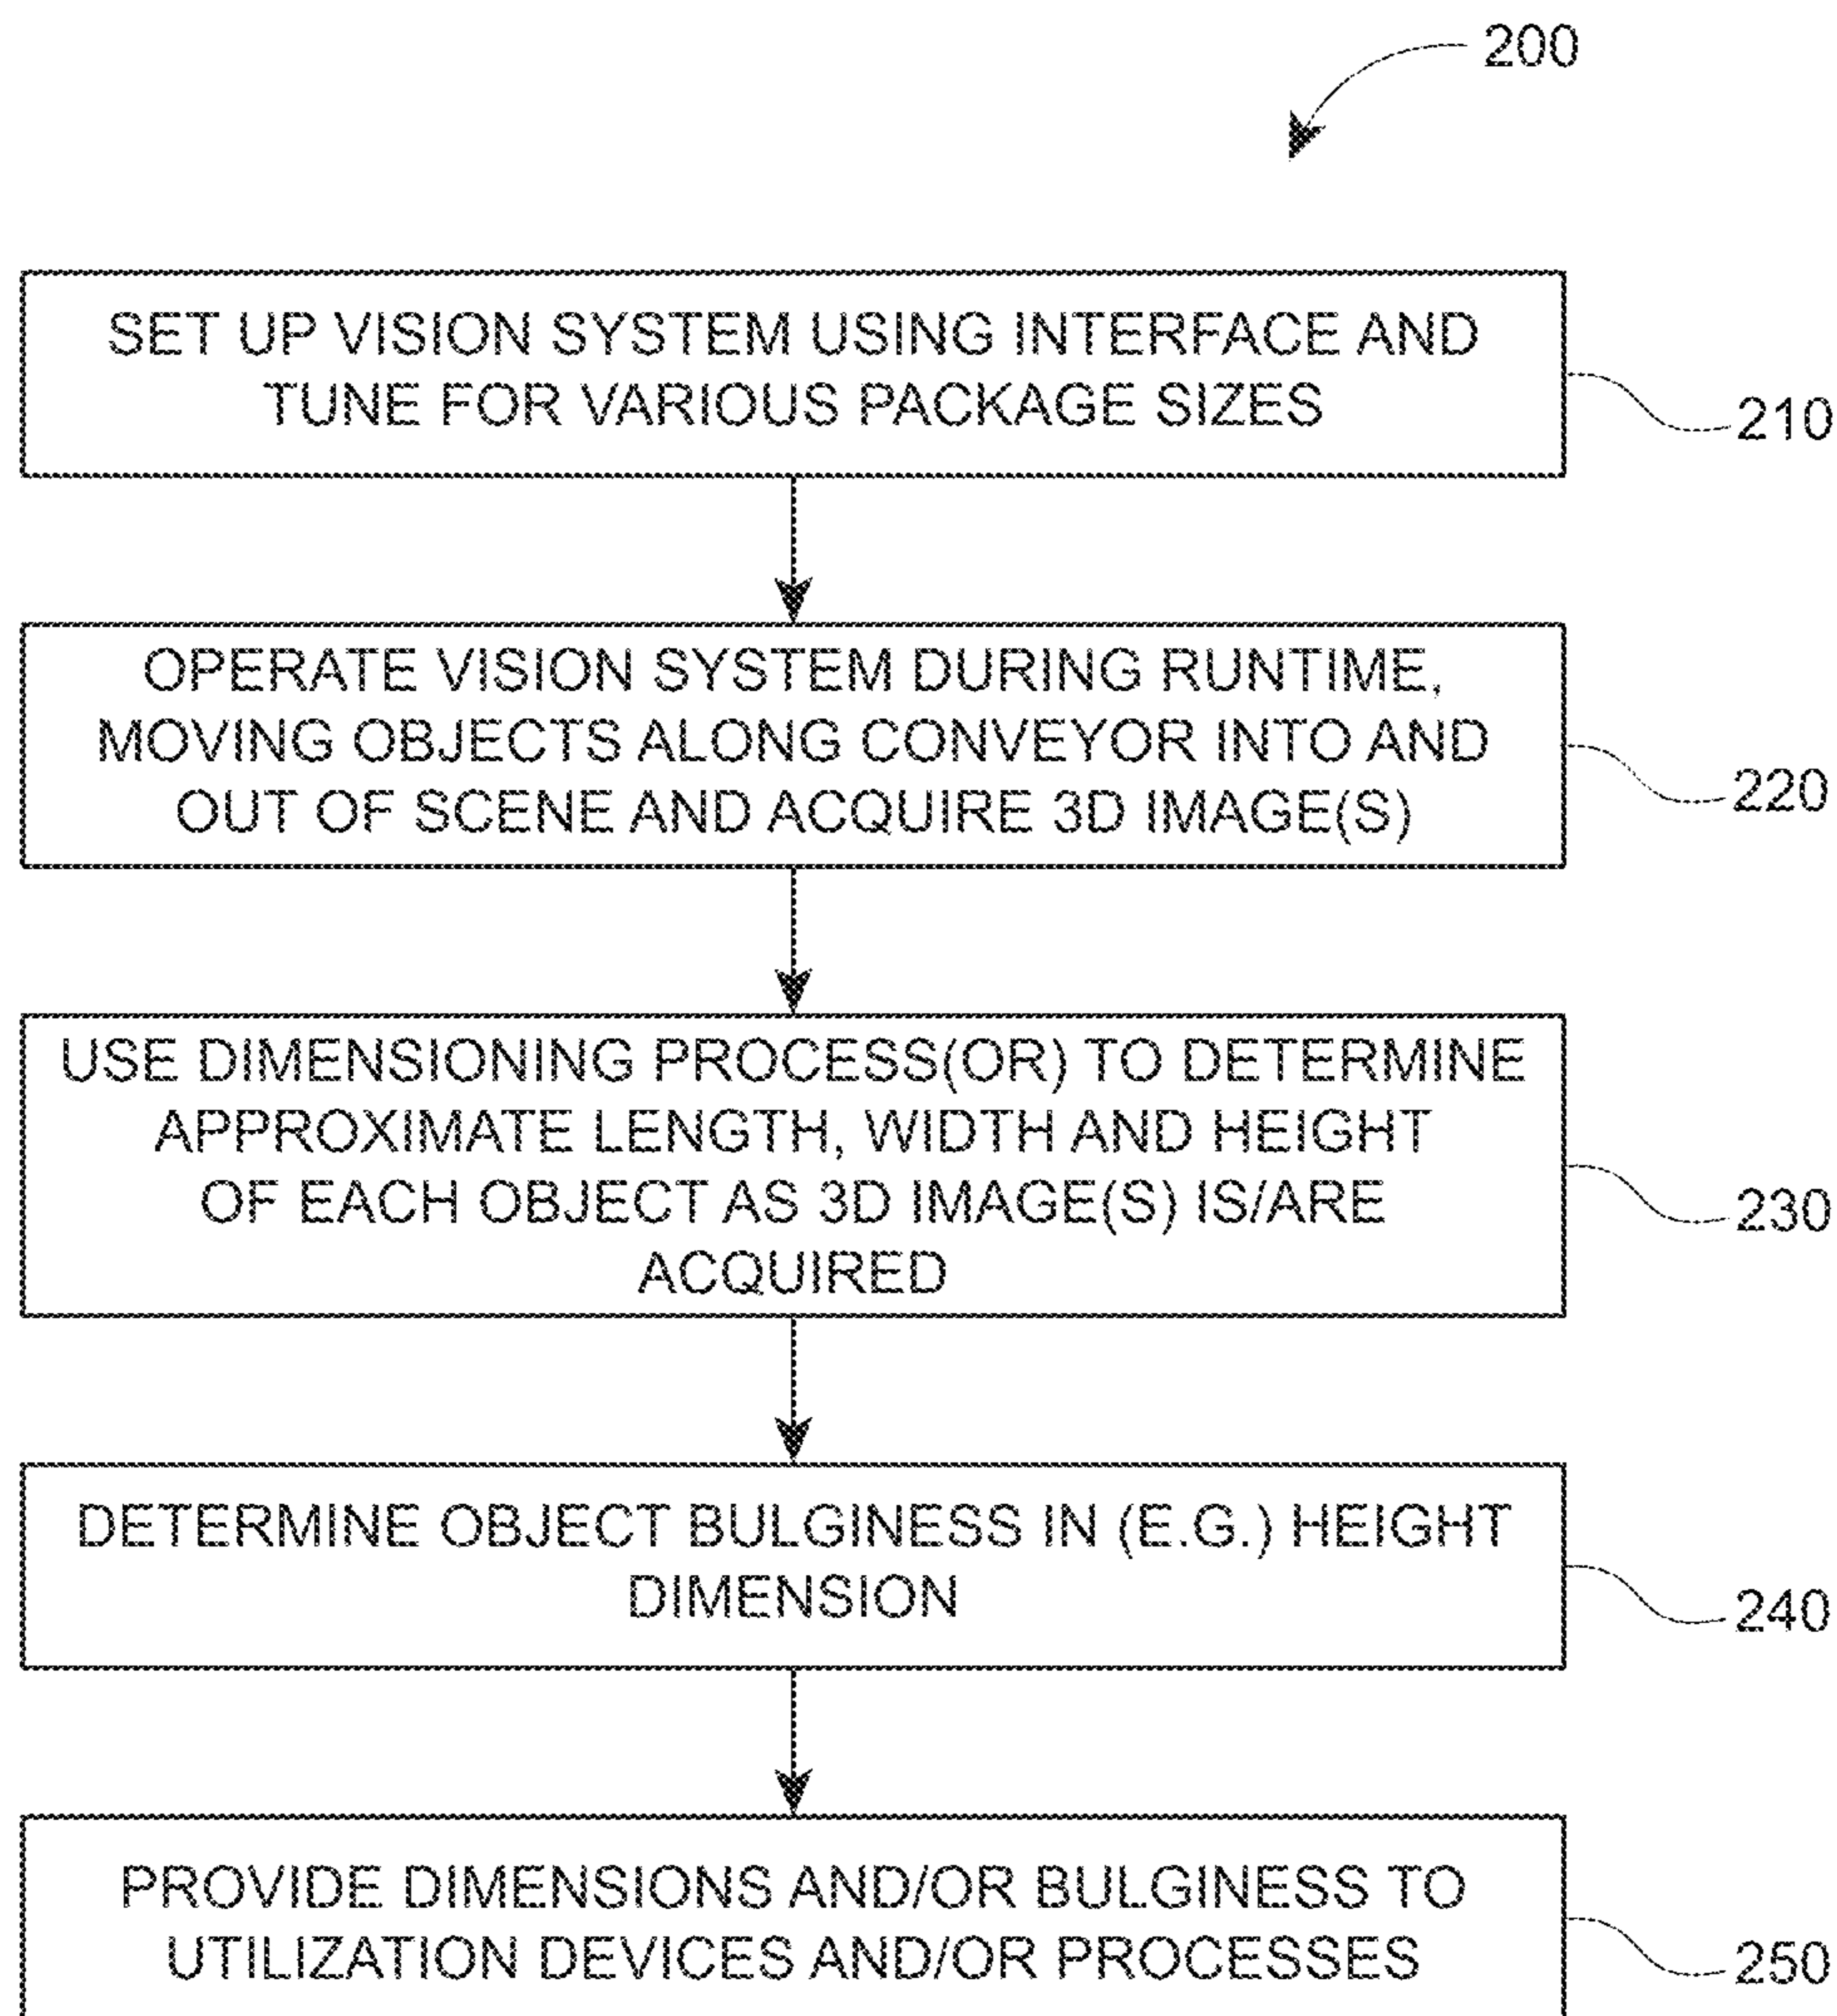 200
SET UP VISION SYSTEM USING INTERFACE AND
TUNE FOR VARIOUS PACKAGE SIZES
210
OPERATE VISION SYSTEM DURING RUNTIME,
MOVING OBJECTS ALONG CONVEYOR INTO AND
OUT OF SCENE AND ACQUIRE 3D IMAGE(S)
220
USE DIMENSIONING PROCESS(OR) TO DETERMINE
APPROXIMATE LENGTH, WIDTH AND HEIGHT
OF EACH OBJECT AS 3D IMAGE(S) IS/ARE
ACQUIRED
230
DETERMINE OBJECT BULGINESS IN (E.G.) HEIGHT
DIMENSION
240
PROVIDE DIMENSIONS AND/OR BULGINESS TO
UTILIZATION DEVICES AND/OR PROCESSES
250